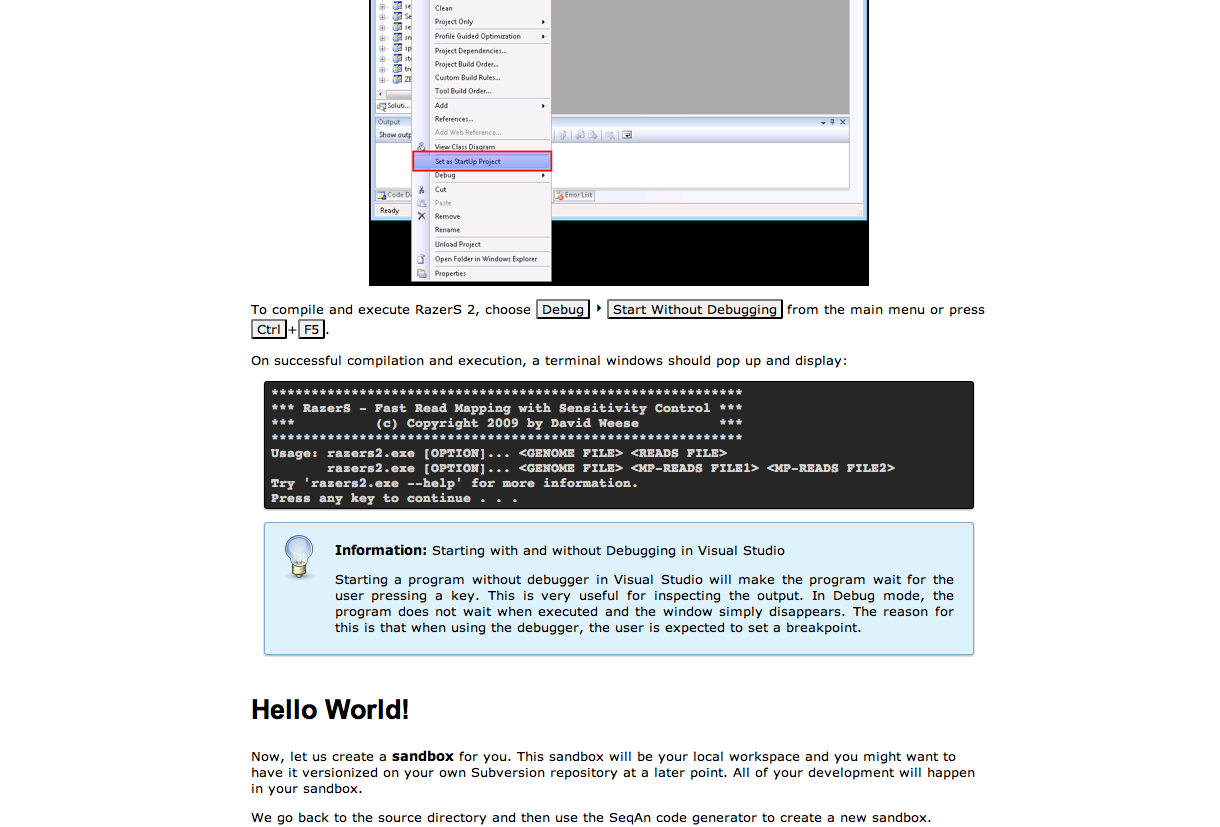 Clean
Project Only
Profile Guided Optimization
Project Dependencies...
Project Build Order...
Custom Build Rules...
Tool Build Order...
Soluti...
Add
Output
References...
Show outp
Add Web Reference...
View Class Diagram
Set as StartUp Project
Debug
Code D
Cut
Error List
Paste
Ready
Remove
Rename
Unload Project
Open Folder in Windows Explorer
Properties
To compile and execute RazerS 2, choose Debug ‣ Start Without Debugging from the main menu or press
Ctrl+F5.
On successful compilation and execution, a terminal windows should pop up and display:
***********************************************************
*** RazerS - Fast Read Mapping with Sensitivity Control ***
***          (c) Copyright 2009 by David Weese          ***
***********************************************************
Usage: razers2.exe [OPTION]... <GENOME FILE> <READS FILE>
       razers2.exe [OPTION]... <GENOME FILE> <MP-READS FILE1> <MP-READS FILE2>
Try 'razers2.exe --help' for more information.
Press any key to continue . . .
Information: Starting with and without Debugging in Visual Studio
Starting a program without debugger in Visual Studio will make the program wait for the
user pressing a key. This is very useful for inspecting the output. In Debug mode, the
program does not wait when executed and the window simply disappears. The reason for
this is that when using the debugger, the user is expected to set a breakpoint.
Hello World!
Now, let us create a sandbox for you. This sandbox will be your local workspace and you might want to
have it versionized on your own Subversion repository at a later point. All of your development will happen
in your sandbox.
We go back to the source directory and then use the SeqAn code generator to create a new sandbox.